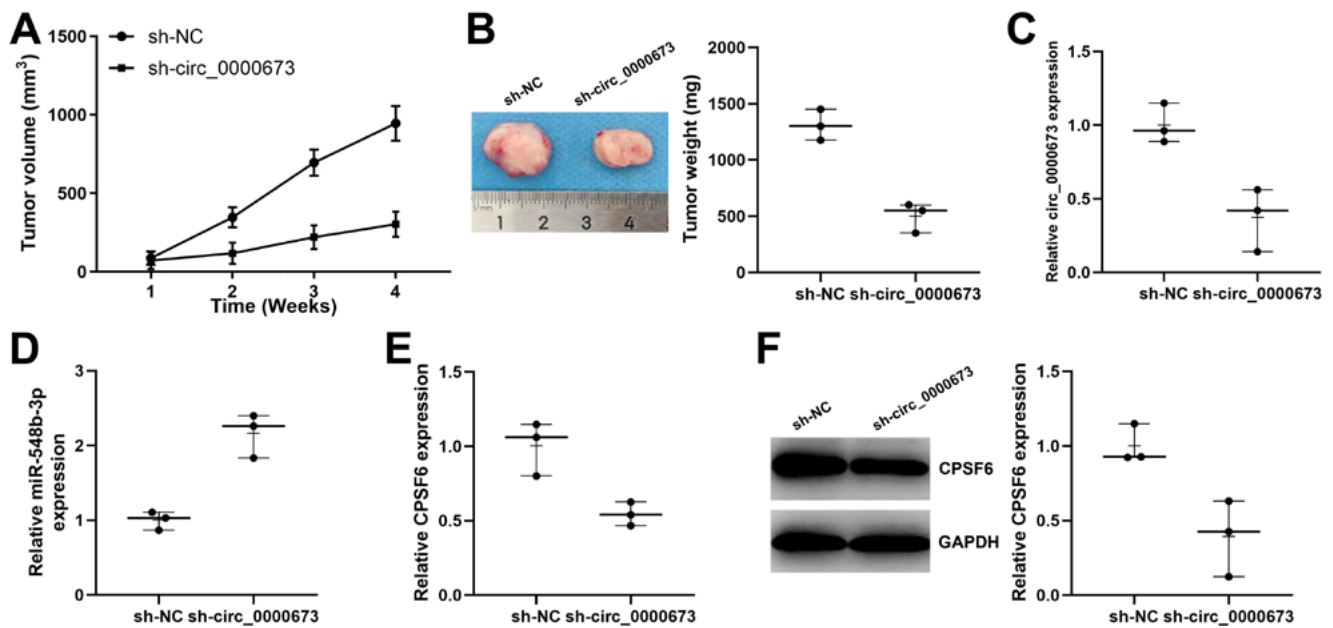 A
Tumor volume (mm³)
1500
1000
500
0
sh-NC
sh-circ_0000673
1 2 3 4
Time (Weeks)
B
sh-NC sh-circ_0000673
1 2 3 4
Tumor weight (mg)
2000
1500
1000
500
0
sh-NC sh-circ_0000673
C
Relative circ_0000673 expression
1.5
1.0
0.5
0.0
sh-NC sh-circ_0000673
D
Relative miR-548b-3p
expression
3
2
1
0
sh-NC sh-circ_0000673
E
Relative CPSF6 expression
1.5
1.0
0.5
0.0
sh-NC sh-circ_0000673
F
sh-NC sh-circ_0000673
CPSF6
GAPDH
Relative CPSF6 expression
1.5
1.0
0.5
0.0
sh-NC sh-circ_0000673